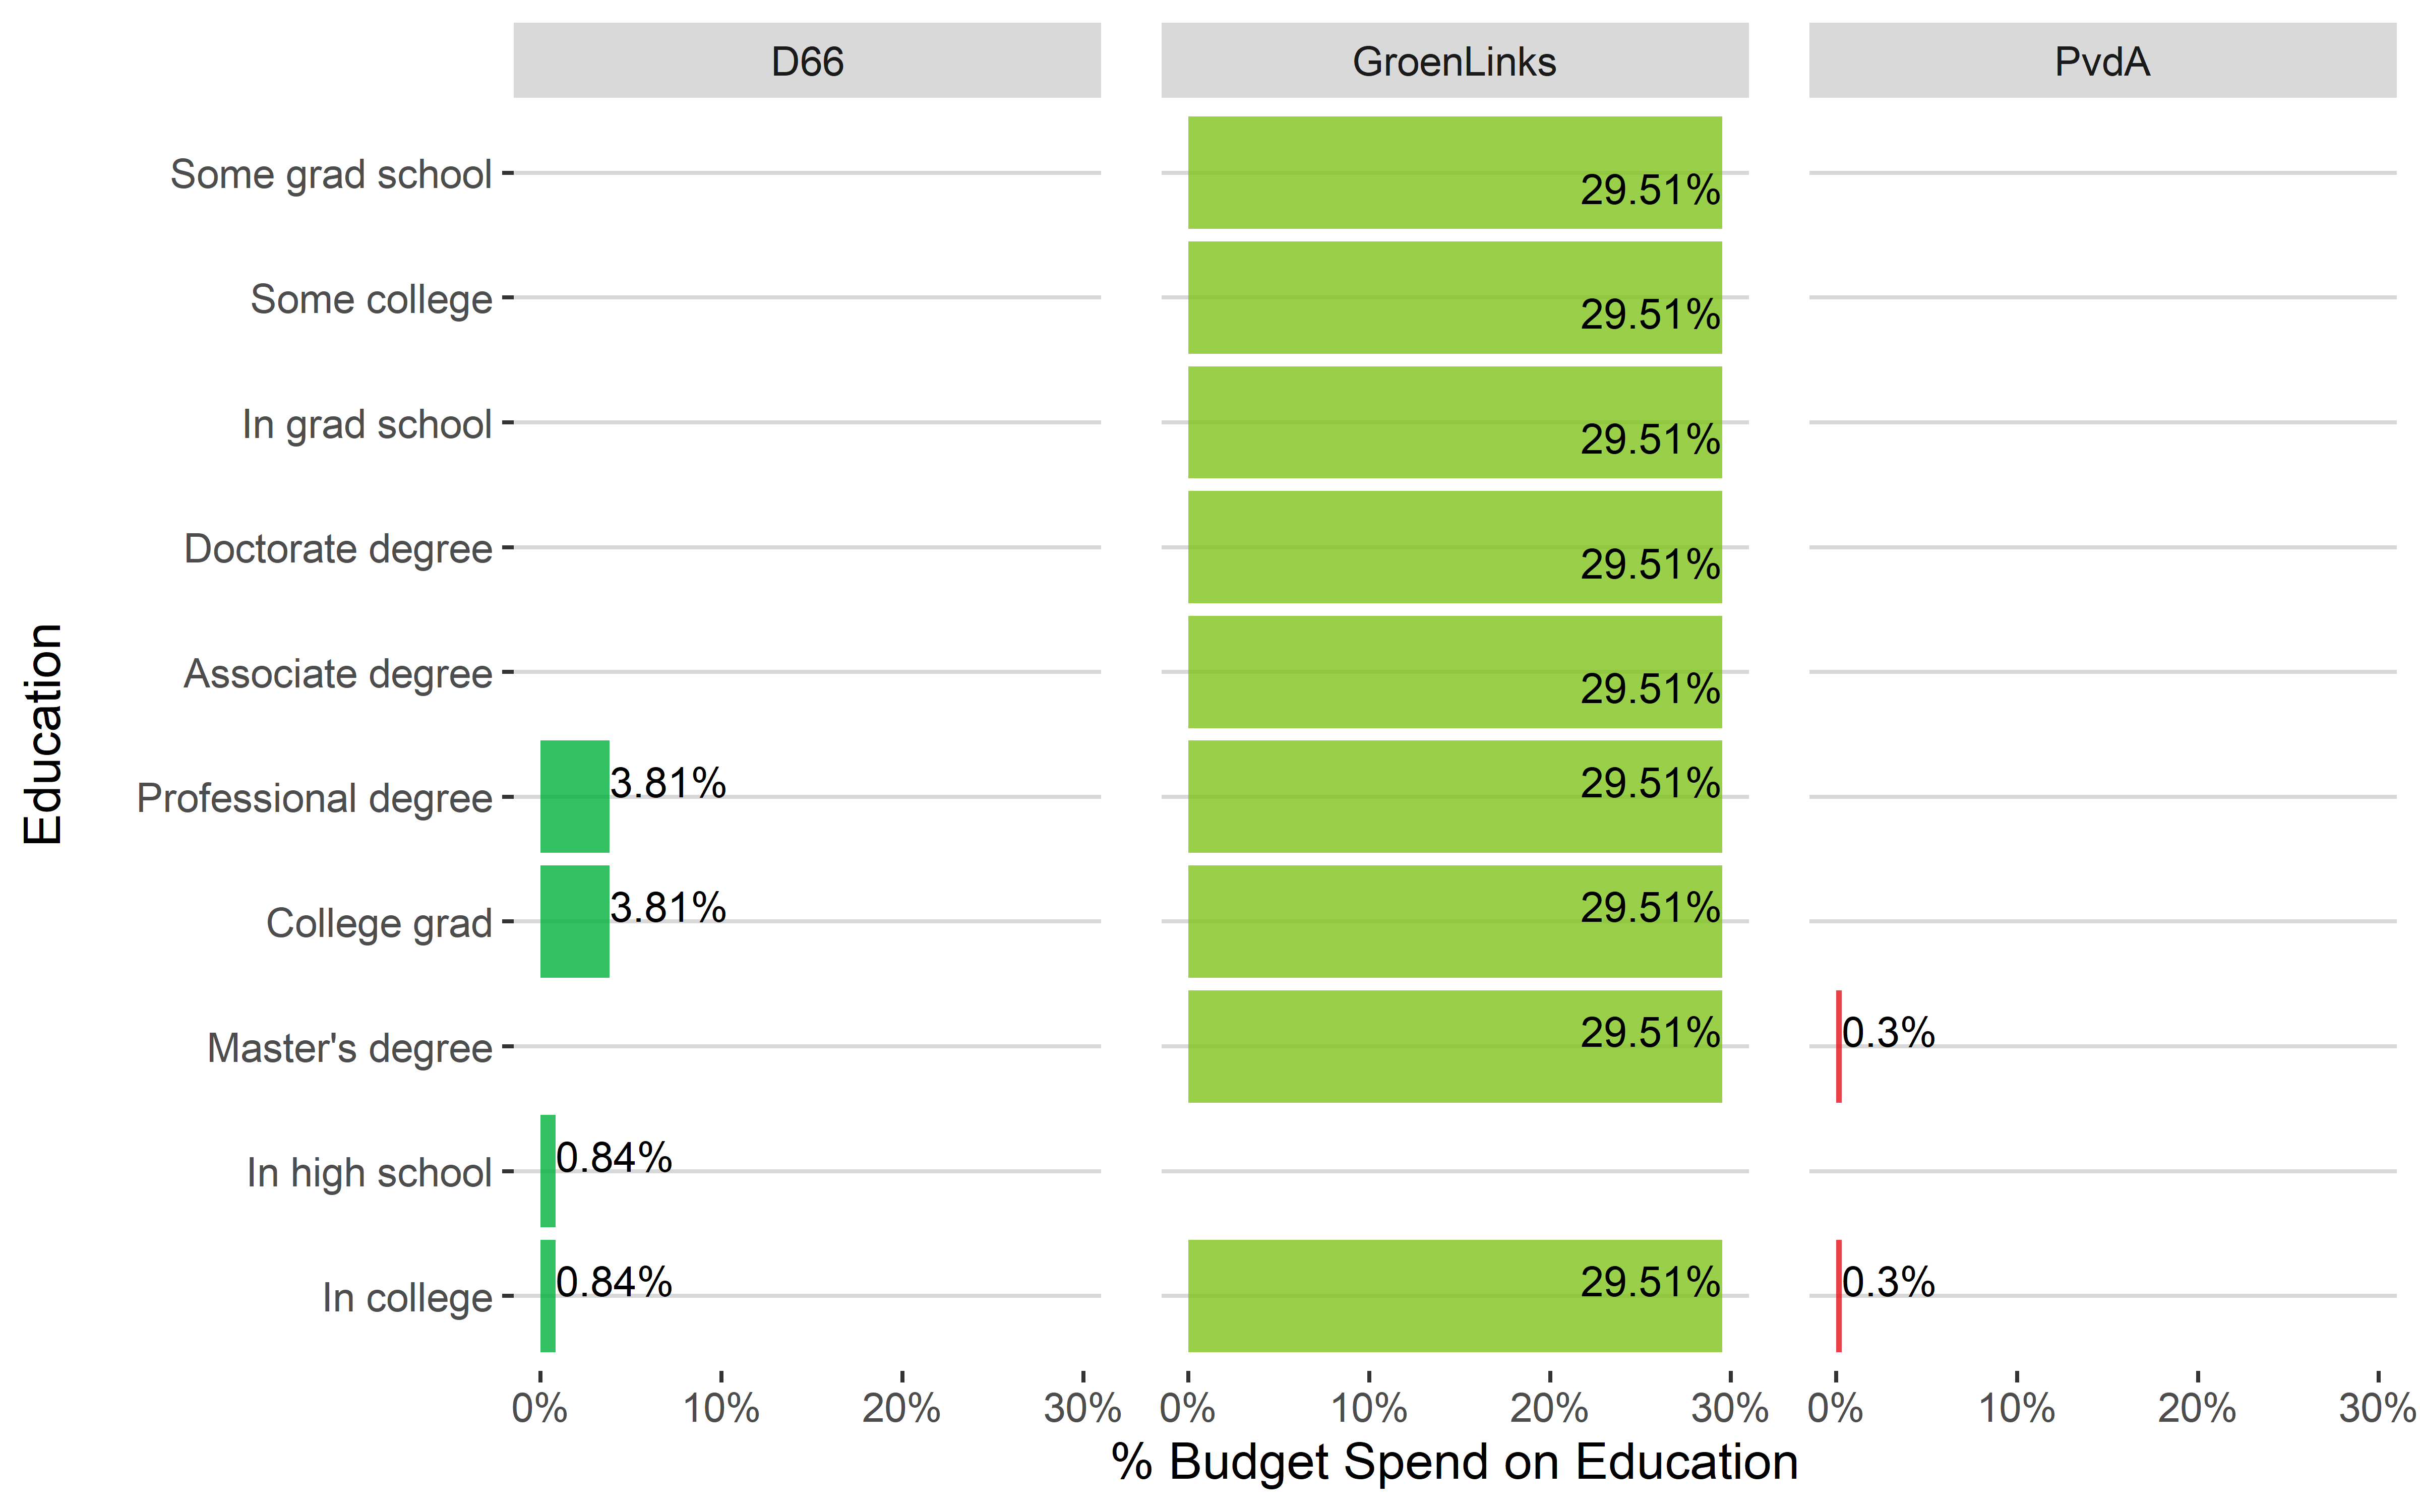 D66 GroenLinks PvdA
Some grad school 29.51%
Some college 29.51%
In grad school 29.51%
Doctorate degree 29.51%
Associate degree 29.51%
Professional degree 3.81% 29.51%
College grad 3.81% 29.51%
Master's degree 29.51% 0.3%
In high school 0.84%
In college 0.84% 29.51% 0.3%
0% 10% 20% 30% 0% 10% 20% 30% 0% 10% 20% 30%
% Budget Spend on Education
Education